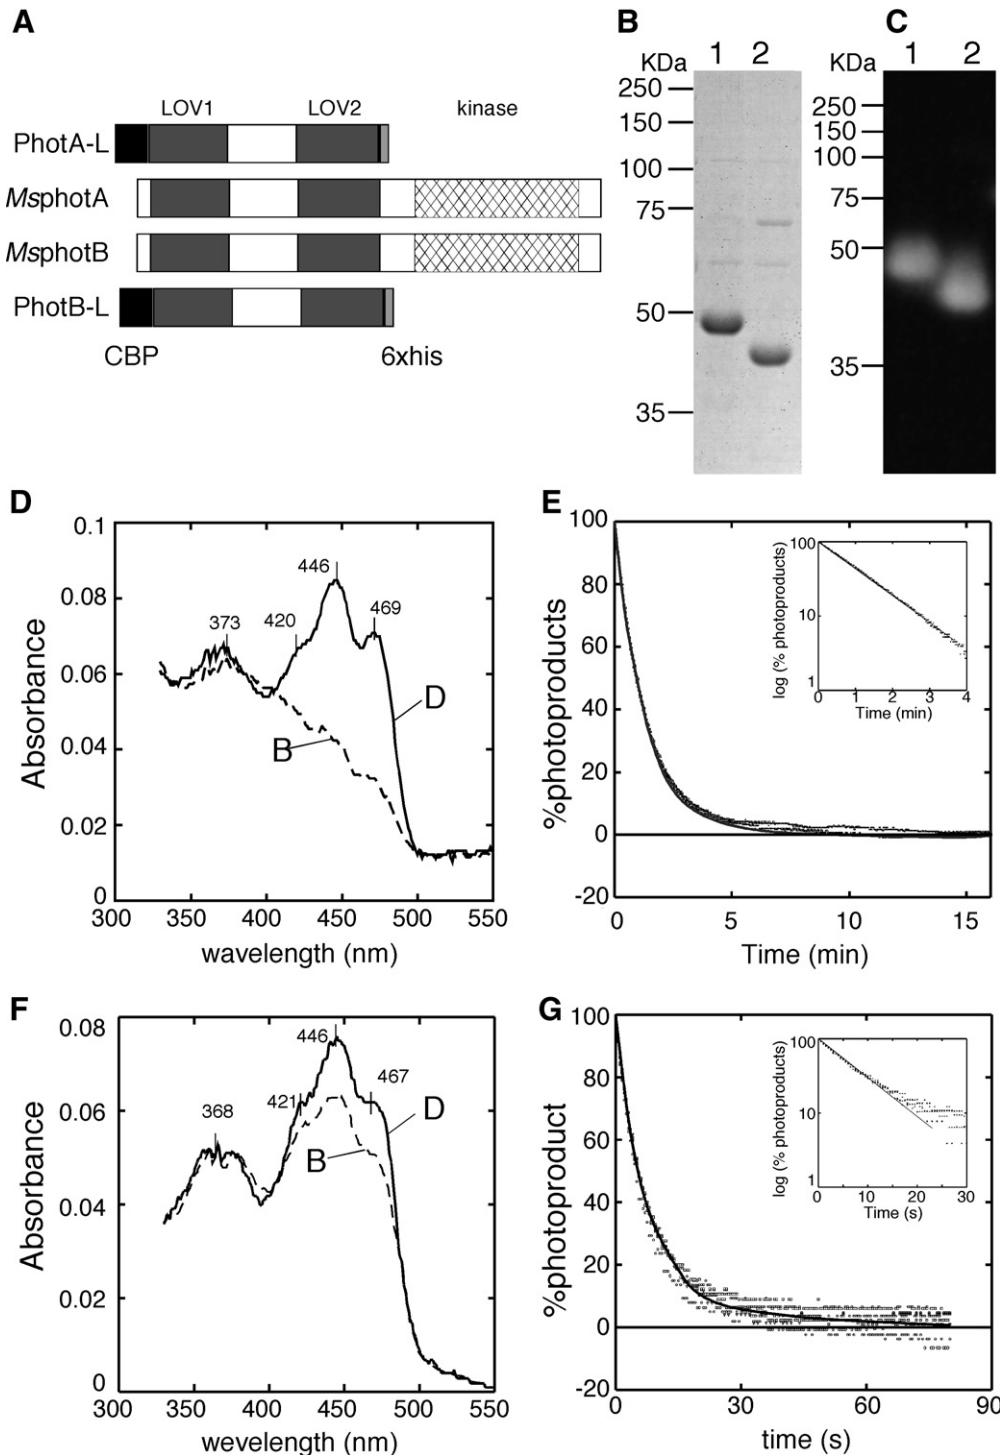 A
LOV1 LOV2 kinase
PhotA-L
MsphotA
MsphotB
PhotB-L
CBP 6xhis
B
KDa 1 2
250
150
100
75
50
35
C
KDa 1 2
250
150
100
75
50
35
D
0.1
0.08
0.06
0.04
0.02
0
Absorbance
373
420
446
469
D
B
300 350 400 450 500 550
wavelength (nm)
E
100
80
60
40
20
0
-20
%photoproducts
0 5 10 15
Time (min)
log (% photoproducts)
100
10
1
0 1 2 3 4
Time (min)
F
0.08
0.06
0.04
0.02
0
Absorbance
368
421
446
467
D
B
300 350 400 450 500 550
wevelength (nm)
G
100
80
60
40
20
0
-20
%photoproduct
0 30 60 90
time (s)
log (% photoproducts)
100
10
1
0 10 20 30
Time (s)